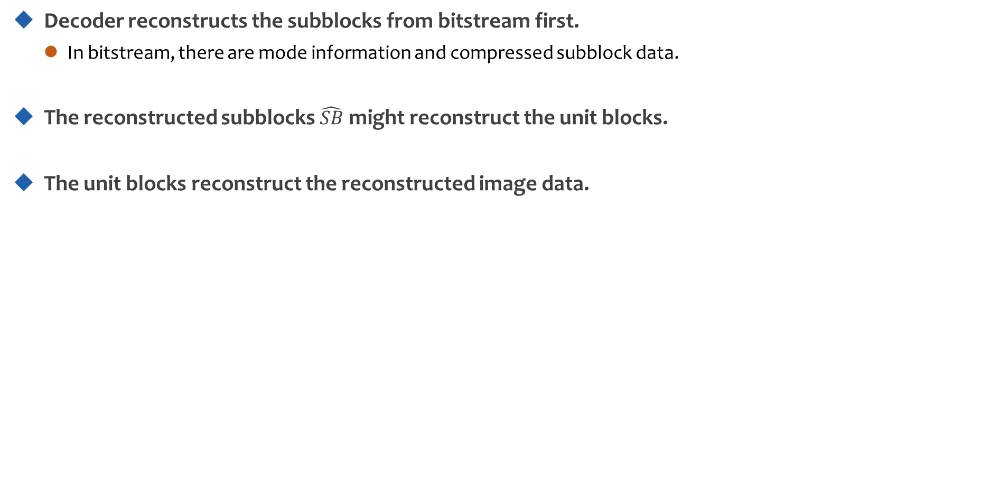 Decoder reconstructs the subblocks from bitstream first.
In bitstream, there are mode information and compressed subblock data.
The reconstructed subblocks $\widehat{SB}$ might reconstruct the unit blocks.
The unit blocks reconstruct the reconstructed image data.